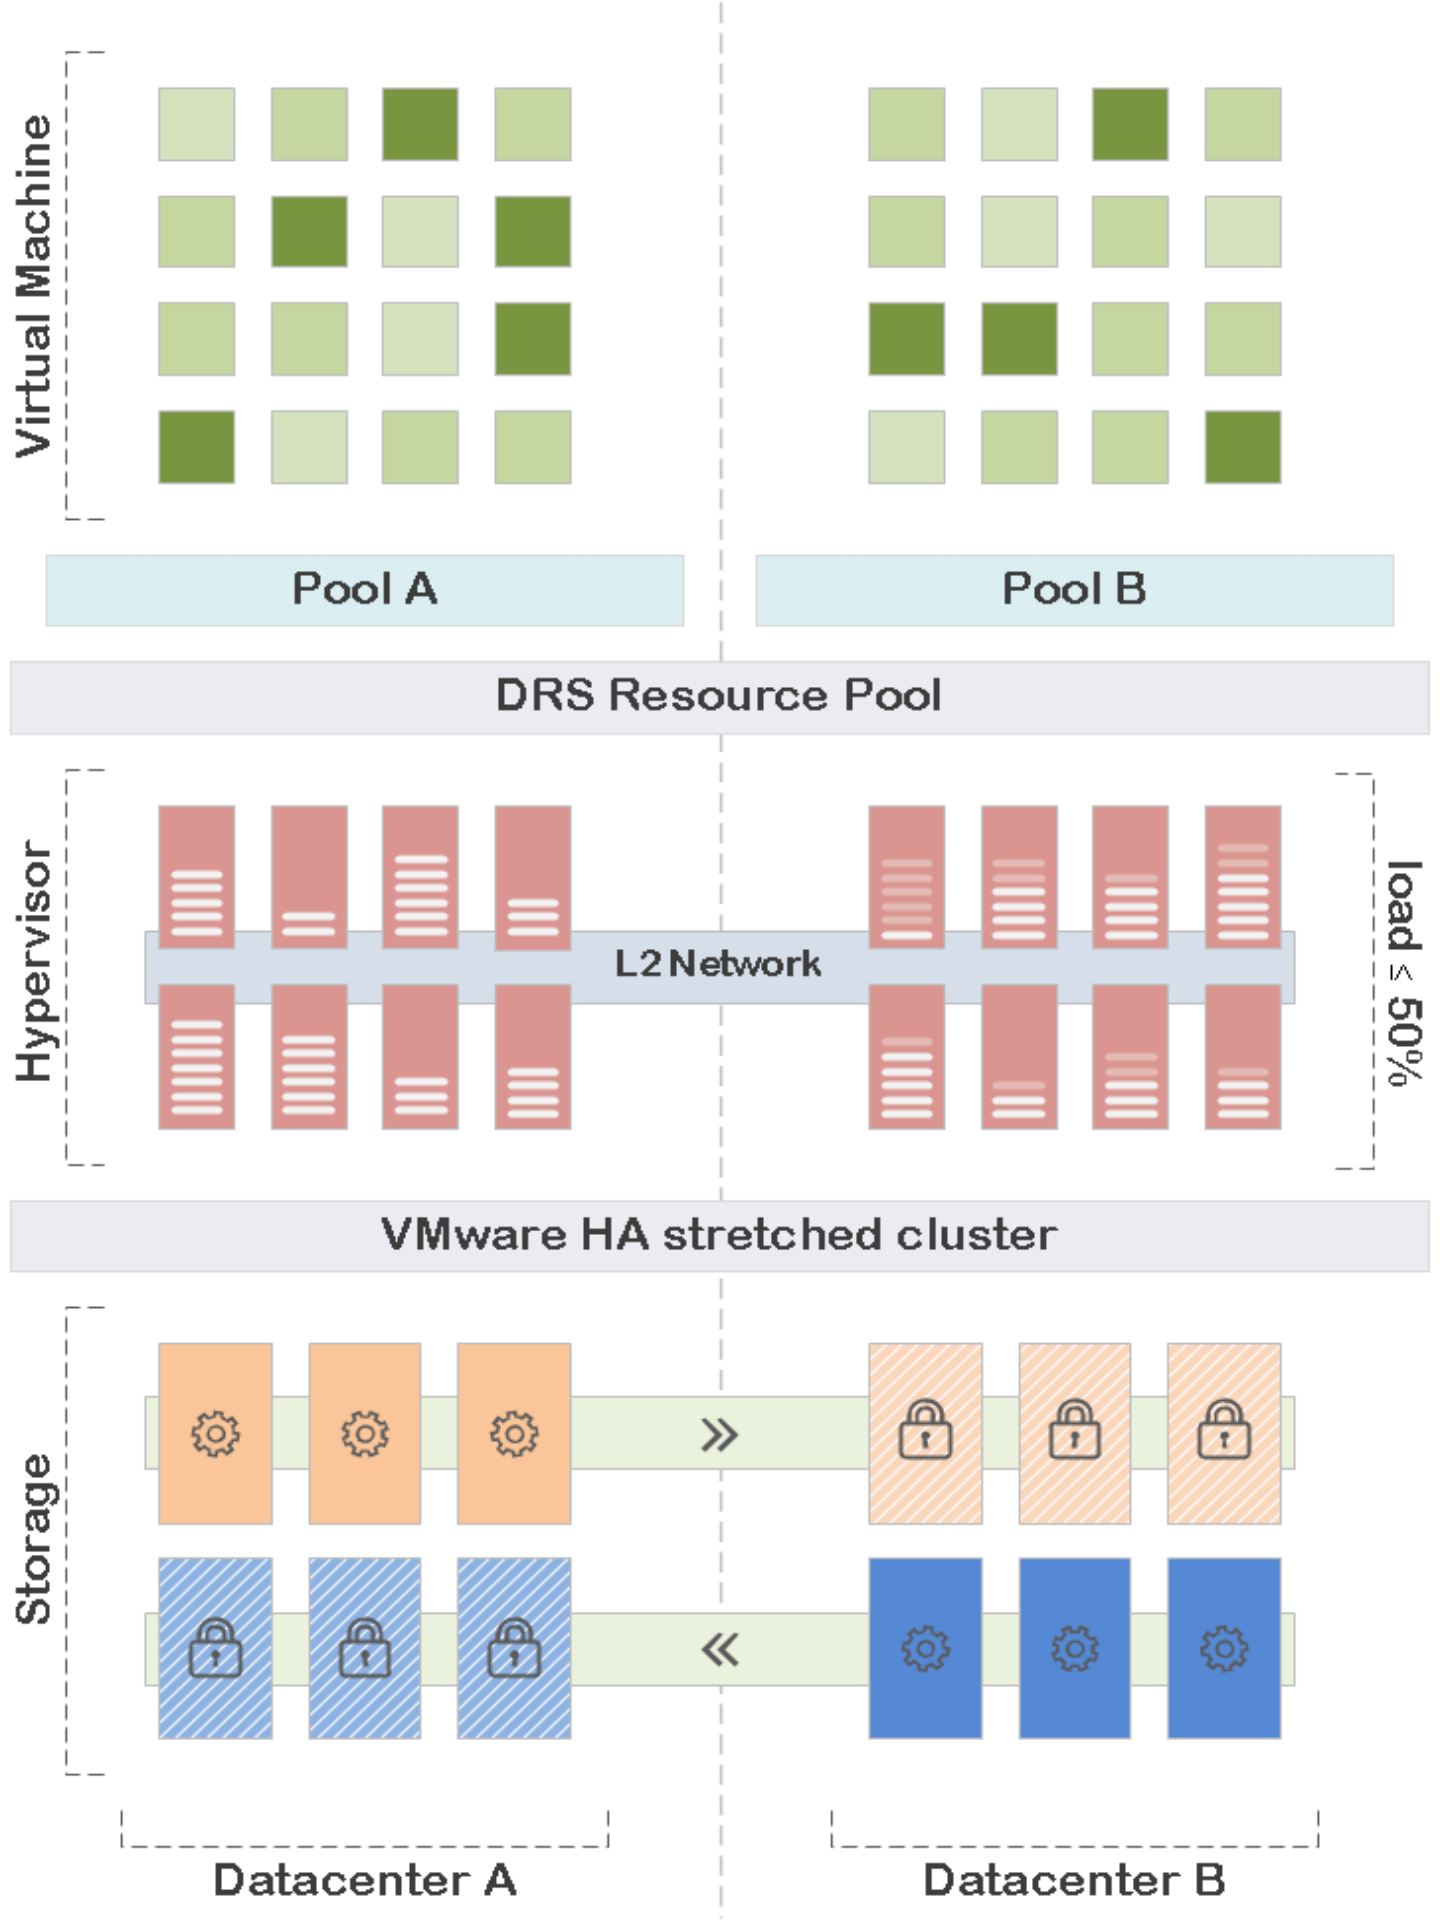 Virtual Machine
Pool A
Pool B
DRS Resource Pool
Hypervisor
L2 Network
load ≤ 50%
VMware HA stretched cluster
Storage
Datacenter A
Datacenter B